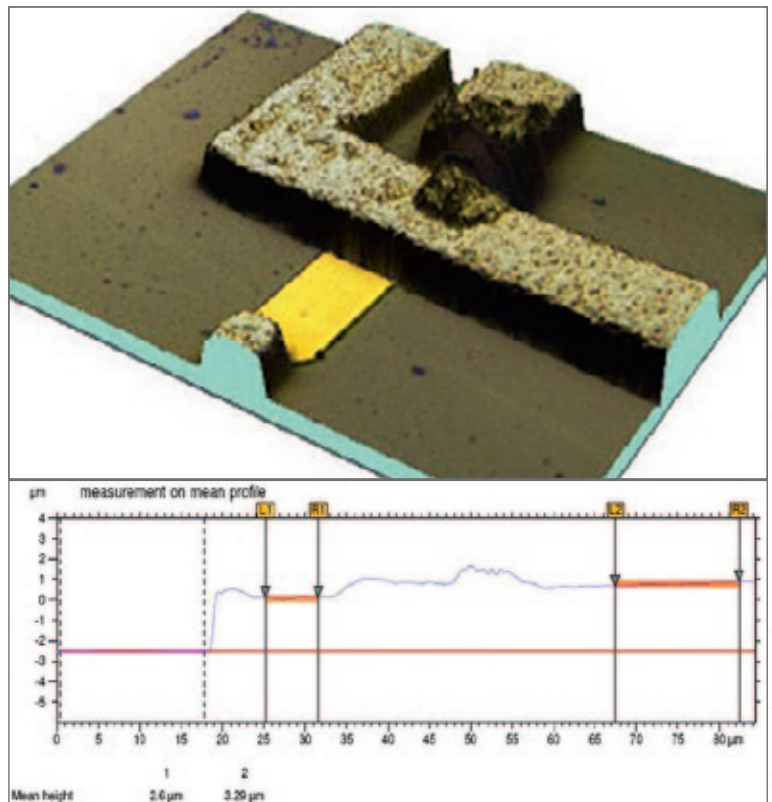 μm measurement on mean profile
L1 R1 L2 R2
4
3
2
1
0
-1
-2
-3
-4
-5
0 5 10 15 20 25 30 35 40 45 50 55 60 65 70 75 80 μm
1 2
Mean height 2.6 μm 3.29 μm